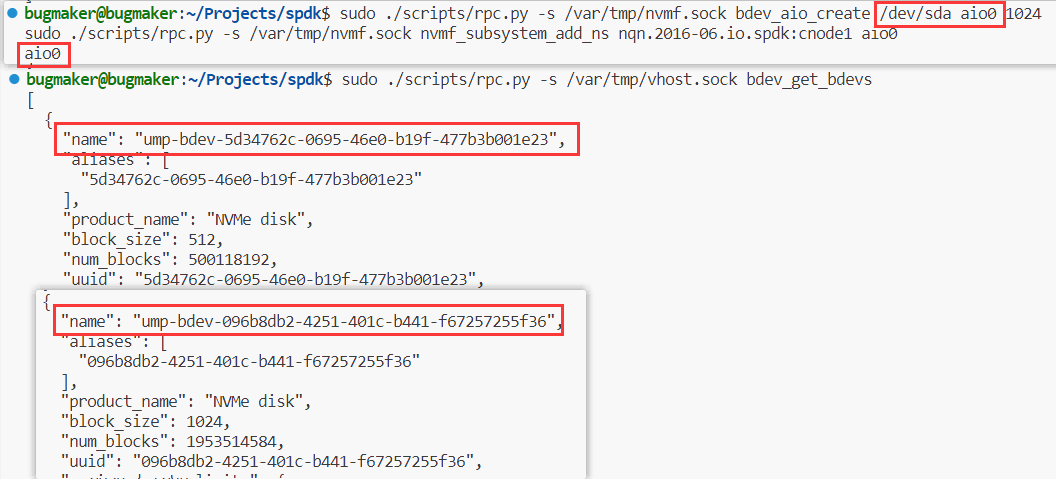 bugmaker@bugmaker:~/Projects/spdk$ sudo ./scripts/rpc.py -s /var/tmp/nvmf.sock bdev_aio_create /dev/sda aio0 1024
sudo ./scripts/rpc.py -s /var/tmp/nvmf.sock nvmf_subsystem_add_ns nqn.2016-06.io.spdk:cnode1 aio0
aio0
bugmaker@bugmaker:~/Projects/spdk$ sudo ./scripts/rpc.py -s /var/tmp/vhost.sock bdev_get_bdevs
[
{
"name": "ump-bdev-5d34762c-0695-46e0-b19f-477b3b001e23",
"aliases": [
"5d34762c-0695-46e0-b19f-477b3b001e23"
],
"product_name": "NVMe disk",
"block_size": 512,
"num_blocks": 500118192,
"uuid": "5d34762c-0695-46e0-b19f-477b3b001e23",
{
"name": "ump-bdev-096b8db2-4251-401c-b441-f67257255f36",
"aliases": [
"096b8db2-4251-401c-b441-f67257255f36"
],
"product_name": "NVMe disk",
"block_size": 1024,
"num_blocks": 1953514584,
"uuid": "096b8db2-4251-401c-b441-f67257255f36",